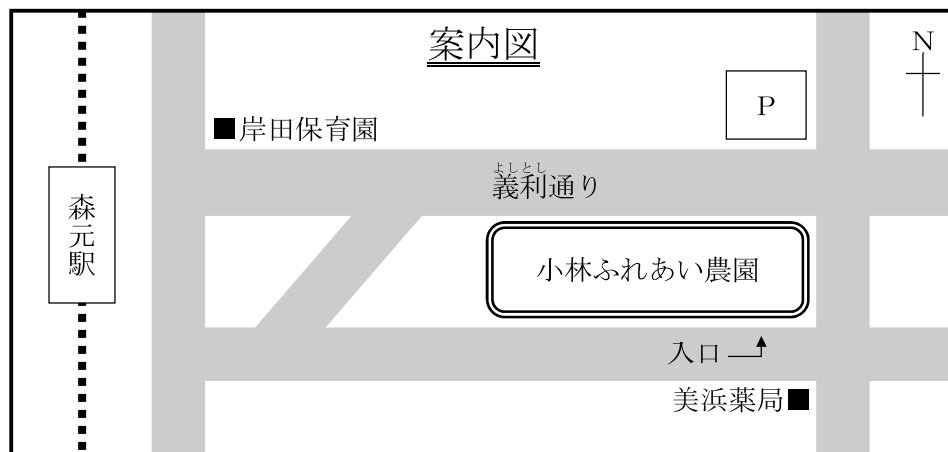 案内図
N
P
■岸田保育園
よしとし
義利通り
森元駅
小林ふれあい農園
入口
美浜薬局■